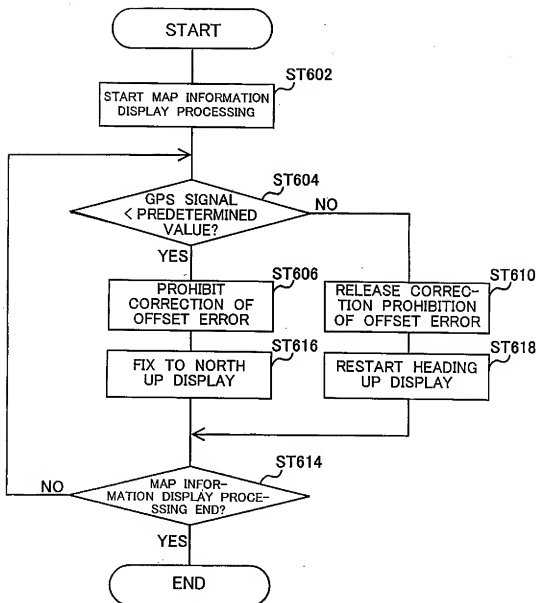 START
ST602
START MAP INFORMATION
DISPLAY PROCESSING
ST604
GPS SIGNAL
< PREDETERMINED
VALUE?
NO
YES
ST606
PROHIBIT
CORRECTION OF
OFFSET ERROR
ST610
RELEASE CORREC-
TION PROHIBITION
OF OFFSET ERROR
ST616
FIX TO NORTH
UP DISPLAY
ST618
RESTART HEADING
UP DISPLAY
ST614
MAP INFOR-
MATION DISPLAY PROCE-
SSING END?
NO
YES
END